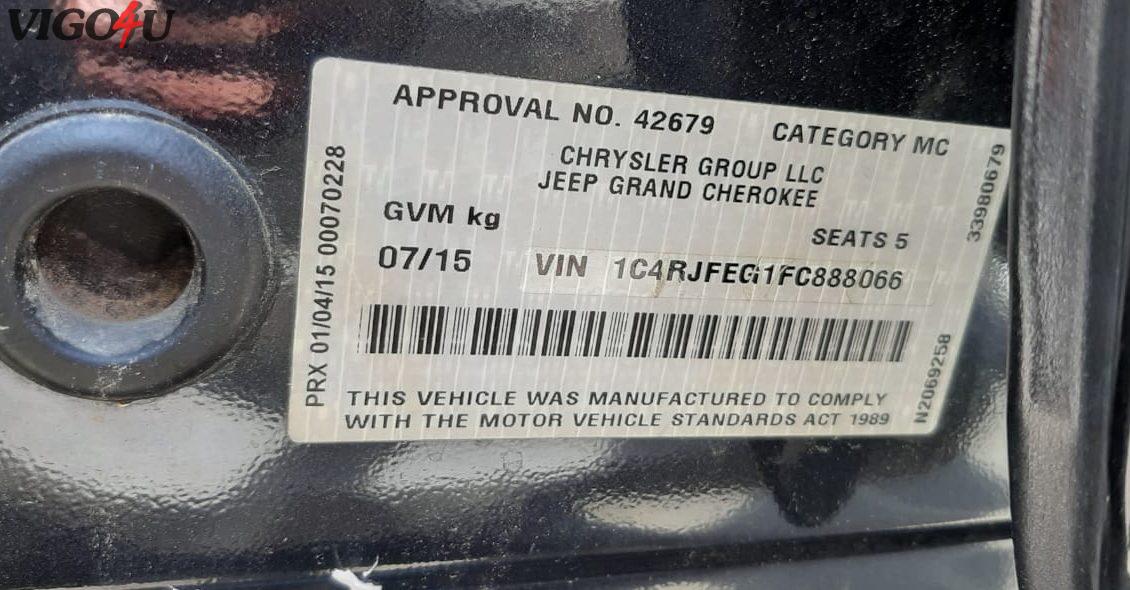 VIGO4U
APPROVAL NO. 42679 CATEGORY MC
CHRYSLER GROUP LLC
JEEP GRAND CHEROKEE
GVM kg
SEATS 5
07/15 VIN 1C4RJFEG1FC888066
THIS VEHICLE WAS MANUFACTURED TO COMPLY
WITH THE MOTOR VEHICLE STANDARDS ACT 1989
PRX 01/04/15 00070228
33980679
N2069258